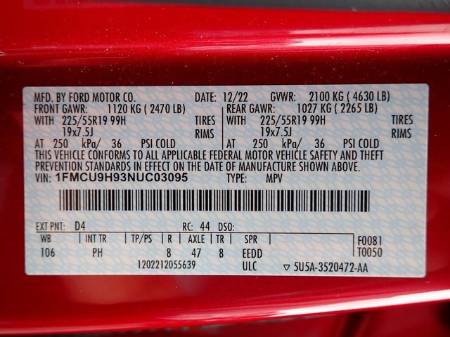 MFD. BY FORD MOTOR CO. 12/22 GVWR: 2100 KG ( 4630 LB)
FRONT GAWR: 1120 KG ( 2470 LB) REAR GAWR: 1027 KG ( 2265 LB)
WITH 225/55R19 99H TIRES WITH 225/55R19 99H TIRES
19x7.5J RIMS 19x7.5J RIMS
AT 250 kPa/ 36 PSI COLD AT 250 kPa/ 36 PSI COLD
THIS VEHICLE CONFORMS TO ALL APPLICABLE FEDERAL MOTOR VEHICLE SAFETY AND THEFT PREVENTION STANDARDS IN EFFECT ON THE DATE OF MANUFACTURE SHOWN ABOVE.
VIN: 1FMCU9H93NUC03095 TYPE: MPV
EXT PNT: D4 RC: 44 DSO:
WB INT TR TP/PS R AXLE TR SPR F0081
106 PH 8 47 8 EEDD T0050
1202212055639 ULC 5U5A-3520472-AA